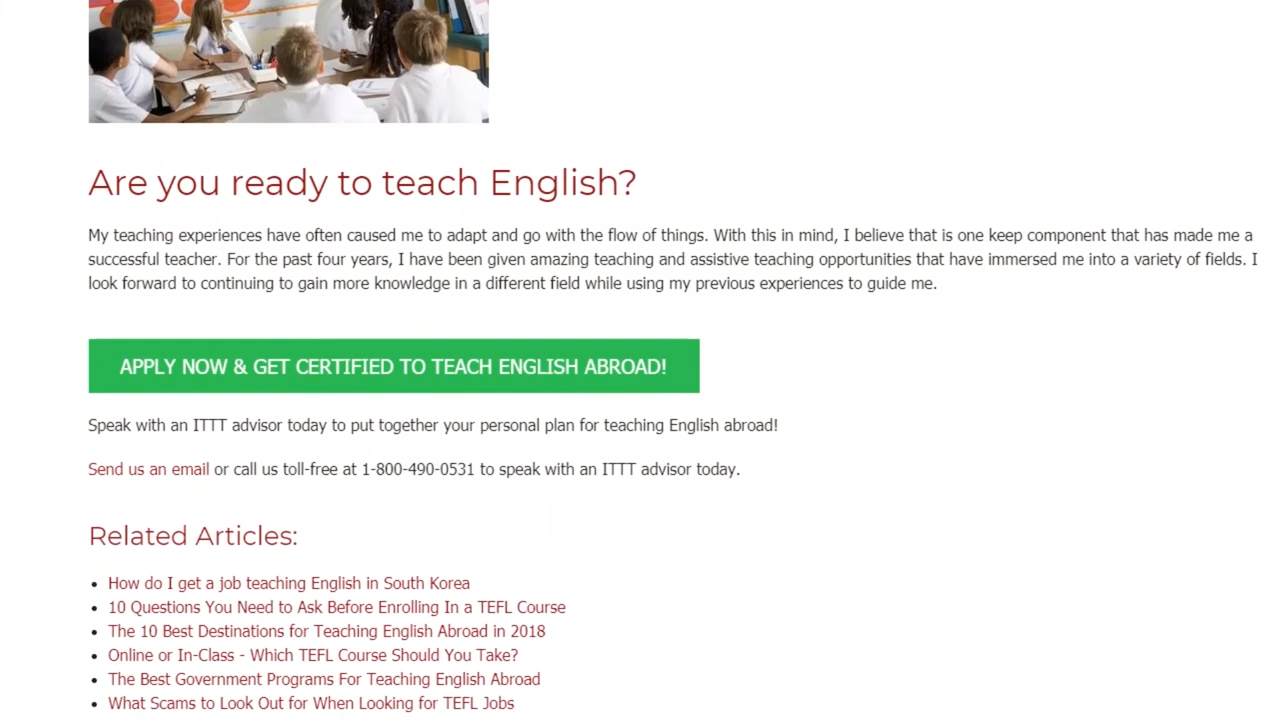 Are you ready to teach English?
My teaching experiences have often caused me to adapt and go with the flow of things. With this in mind, I believe that is one keep component that has made me a
successful teacher. For the past four years, I have been given amazing teaching and assistive teaching opportunities that have immersed me into a variety of fields. I
look forward to continuing to gain more knowledge in a different field while using my previous experiences to guide me.
APPLY NOW & GET CERTIFIED TO TEACH ENGLISH ABROAD!
Speak with an ITTT advisor today to put together your personal plan for teaching English abroad!
Send us an email or call us toll-free at 1-800-490-0531 to speak with an ITTT advisor today.
Related Articles:
• How do I get a job teaching English in South Korea
• 10 Questions You Need to Ask Before Enrolling In a TEFL Course
• The 10 Best Destinations for Teaching English Abroad in 2018
• Online or In-Class - Which TEFL Course Should You Take?
• The Best Government Programs For Teaching English Abroad
• What Scams to Look Out for When Looking for TEFL Jobs